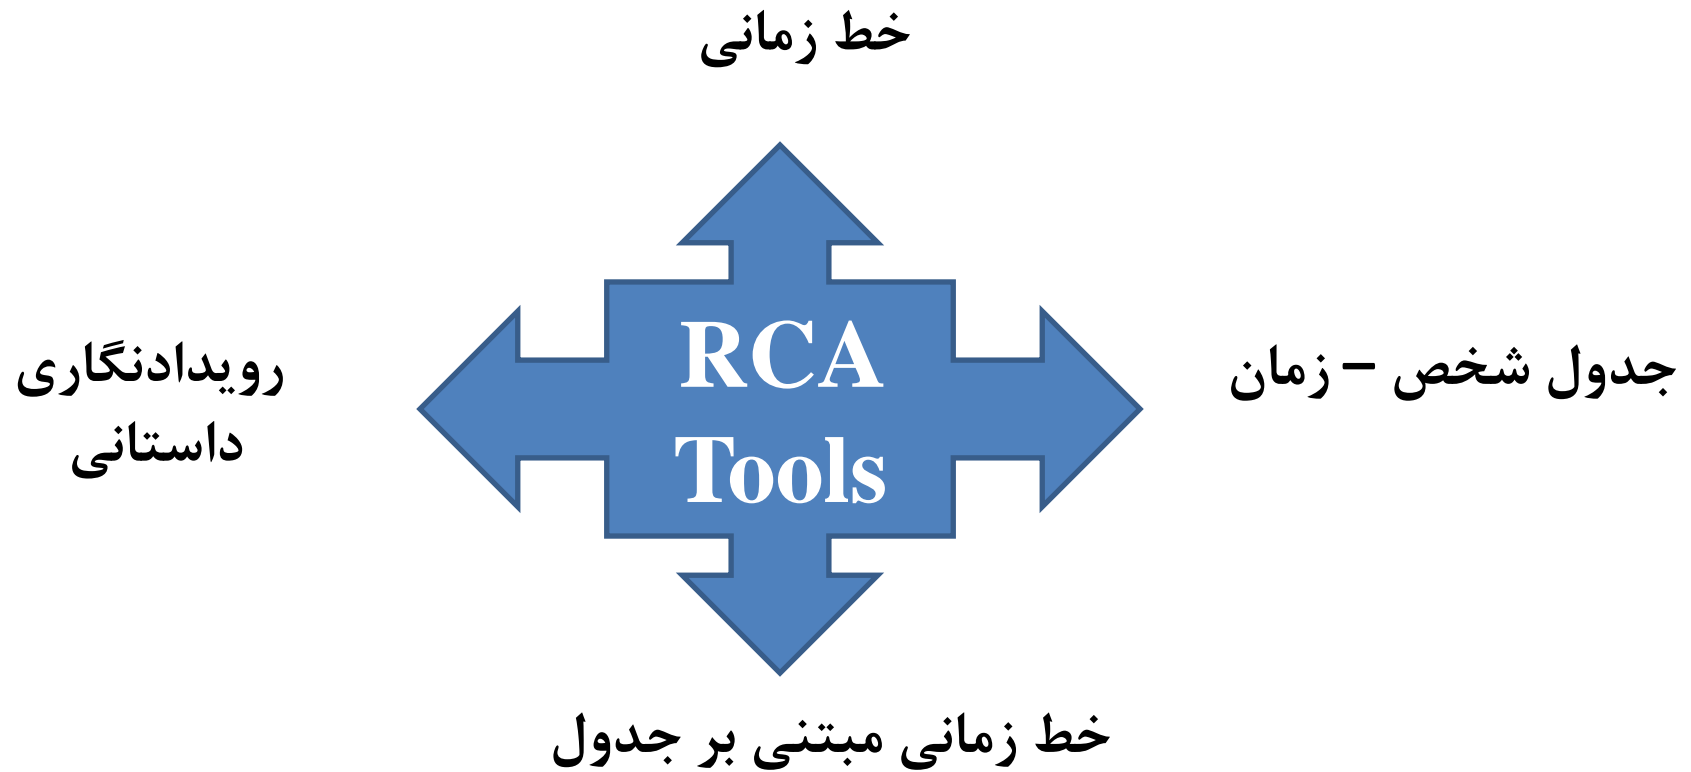 خط زمانی
RCA
Tools
جدول شخص – زمان
رویدادنگاری
داستانی
خط زمانی مبتنی بر جدول